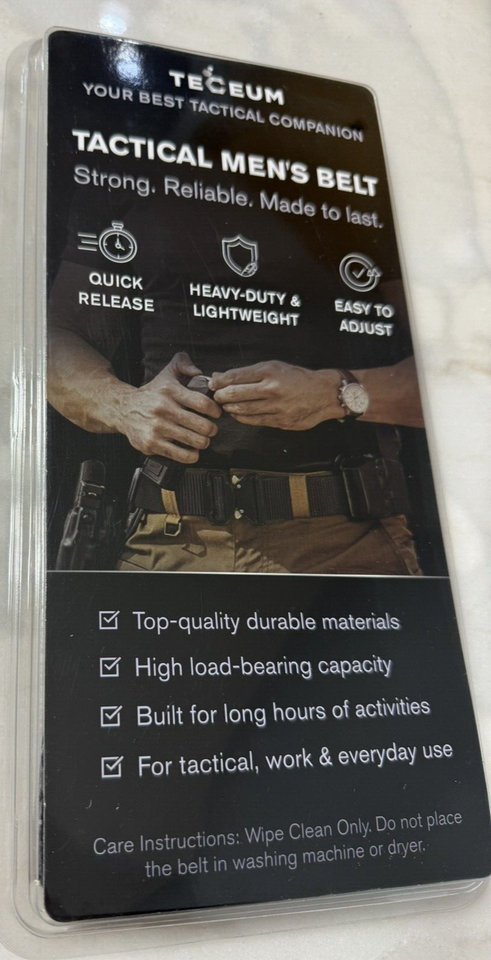 TECEUM
YOUR BEST TACTICAL COMPANION
TACTICAL MEN'S BELT
Strong. Reliable. Made to last.
QUICK
RELEASE
HEAVY-DUTY &
LIGHTWEIGHT
EASY TO
ADJUST
Top-quality durable materials
High load-bearing capacity
Built for long hours of activities
For tactical, work & everyday use
Care Instructions: Wipe Clean Only. Do not place
the belt in washing machine or dryer.